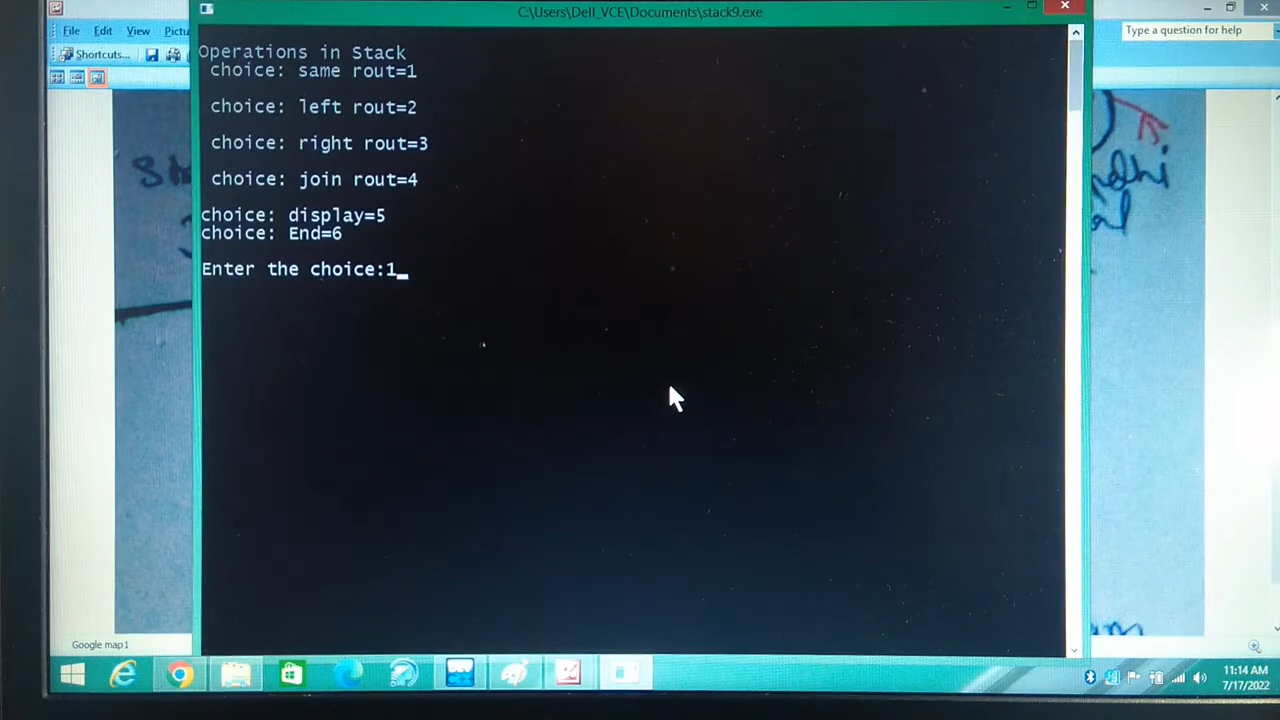 C:\Users\Dell_VCE\Documents\stack9.exe
File Edit View
Type a question for help
Shortcuts...
Operations in Stack
choice: same rout=1
choice: left rout=2
choice: right rout=3
choice: join rout=4
choice: display=5
choice: End=6
Enter the choice:1_
Google map1
11:14 AM
7/17/2022